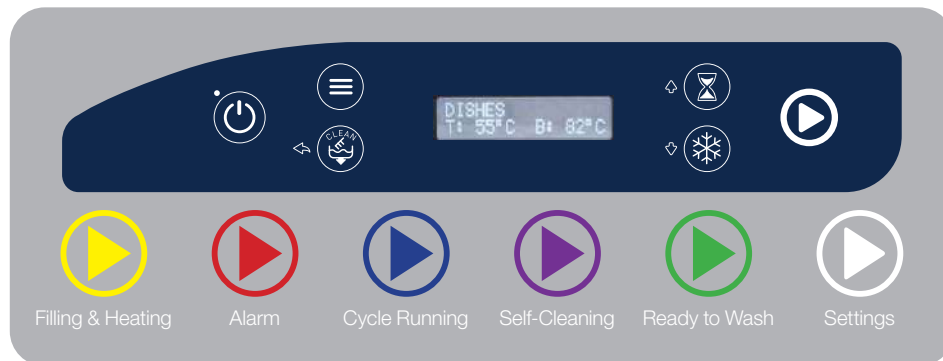 CLEAN
DISHES
T: 55°C B: 82°C
Filling & Heating
Alarm
Cycle Running
Self-Cleaning
Ready to Wash
Settings